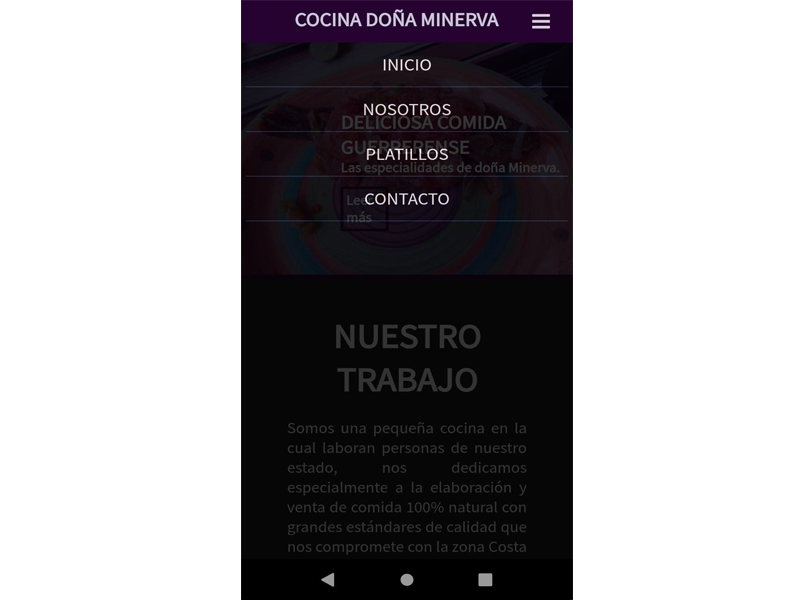 COCINA DOÑA MINERVA
INICIO
NOSOTROS
DELICIOSA COMIDA
GUERRERENSE
PLATILLOS
Las especialidades de doña Minerva.
CONTACTO
Leer
más
NUESTRO
TRABAJO
Somos una pequeña cocina en la
cual laboran personas de nuestro
estado, nos dedicamos
especialmente a la elaboración y
venta de comida 100% natural con
grandes estándares de calidad que
nos compromete con la zona Costa